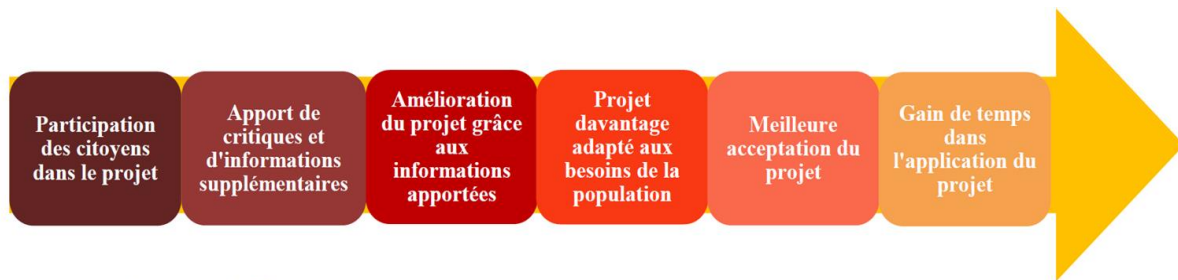 Participation
des citoyens
dans le projet
Apport de
critiques et
d'informations
supplémentaires
Amélioration
du projet grâce
aux
informations
apportées
Projet
davantage
adapté aux
besoins de la
population
Meilleure
acceptation du
projet
Gain de temps
dans
l'application du
projet